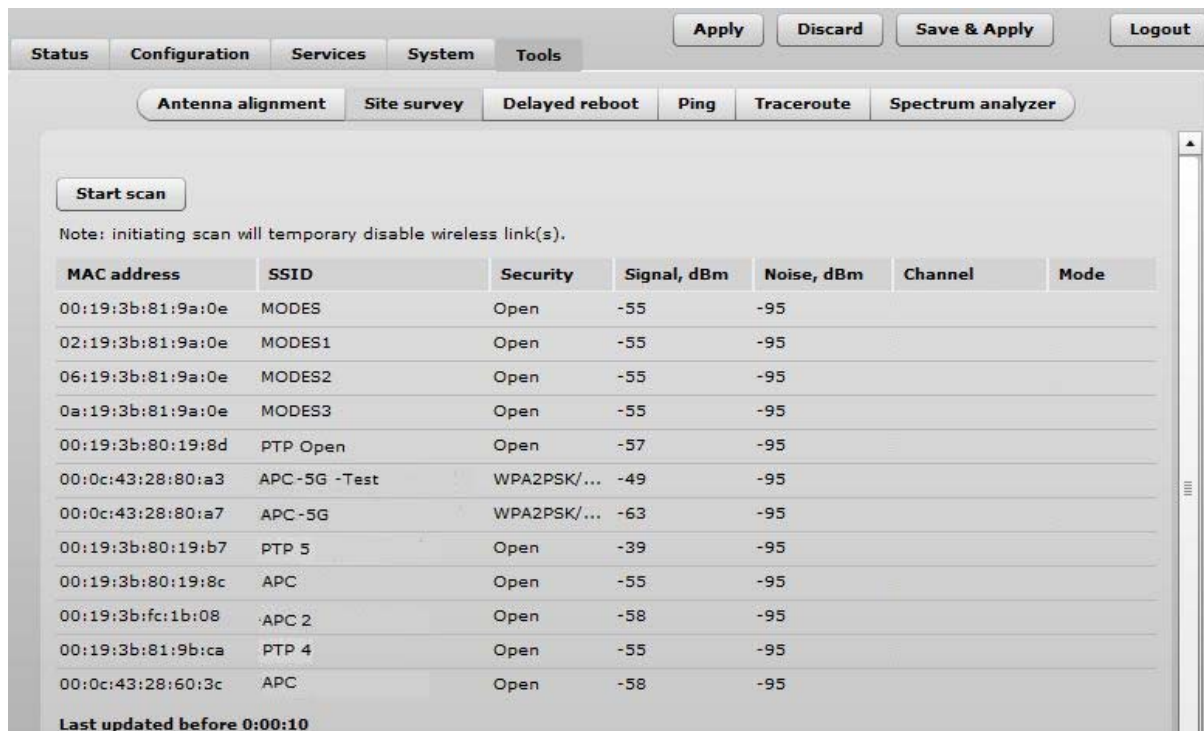 Apply Discard Save & Apply Logout
Status Configuration Services System Tools
Antenna alignment Site survey Delayed reboot Ping Traceroute Spectrum analyzer
Start scan
Note: initiating scan will temporary disable wireless link(s).
MAC address SSID Security Signal, dBm Noise, dBm Channel Mode
00:19:3b:81:9a:0e MODES Open -55 -95
02:19:3b:81:9a:0e MODES1 Open -55 -95
06:19:3b:81:9a:0e MODES2 Open -55 -95
0a:19:3b:81:9a:0e MODES3 Open -55 -95
00:19:3b:80:19:8d PTP Open Open -57 -95
00:0c:43:28:80:a3 APC-5G -Test WPA2PSK/... -49 -95
00:0c:43:28:80:a7 APC-5G WPA2PSK/... -63 -95
00:19:3b:80:19:b7 PTP 5 Open -39 -95
00:19:3b:80:19:8c APC Open -55 -95
00:19:3b:fc:1b:08 APC 2 Open -58 -95
00:19:3b:81:9b:ca PTP 4 Open -55 -95
00:0c:43:28:60:3c APC Open -58 -95
Last updated before 0:00:10